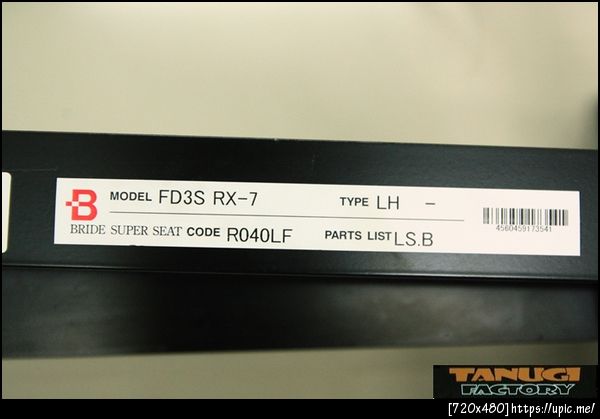 B MODEL FD3S RX-7 TYPE LH -
BRIDE SUPER SEAT CODE R040LF PARTS LIST LS.B
4560459173541
TANUGI
FACTORY
[720x480]https://upic.me/